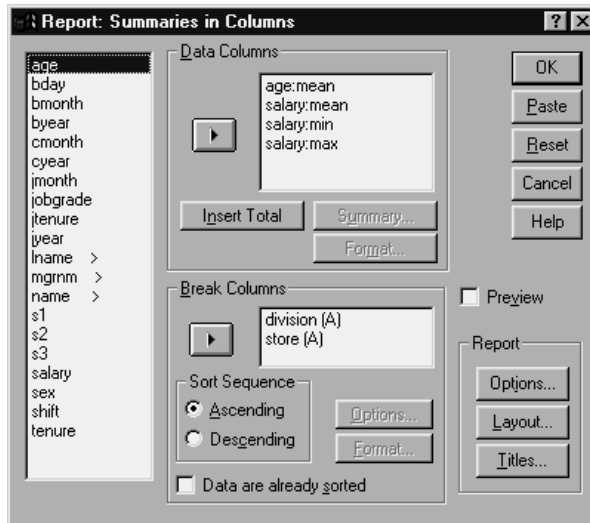 Report: Summaries in Columns
age
bday
bmonth
byear
cmonth
cyear
jmonth
jobgrade
jtenure
jyear
lname >
mgrnm >
name >
s1
s2
s3
salary
sex
shift
tenure
Data Columns
age:mean
salary:mean
salary:min
salary:max
Insert Total
Summary...
Format...
Break Columns
division (A)
store (A)
Sort Sequence
Ascending
Descending
Options...
Format...
Data are already sorted
OK
Paste
Reset
Cancel
Help
Preview
Report
Options...
Layout...
Titles...